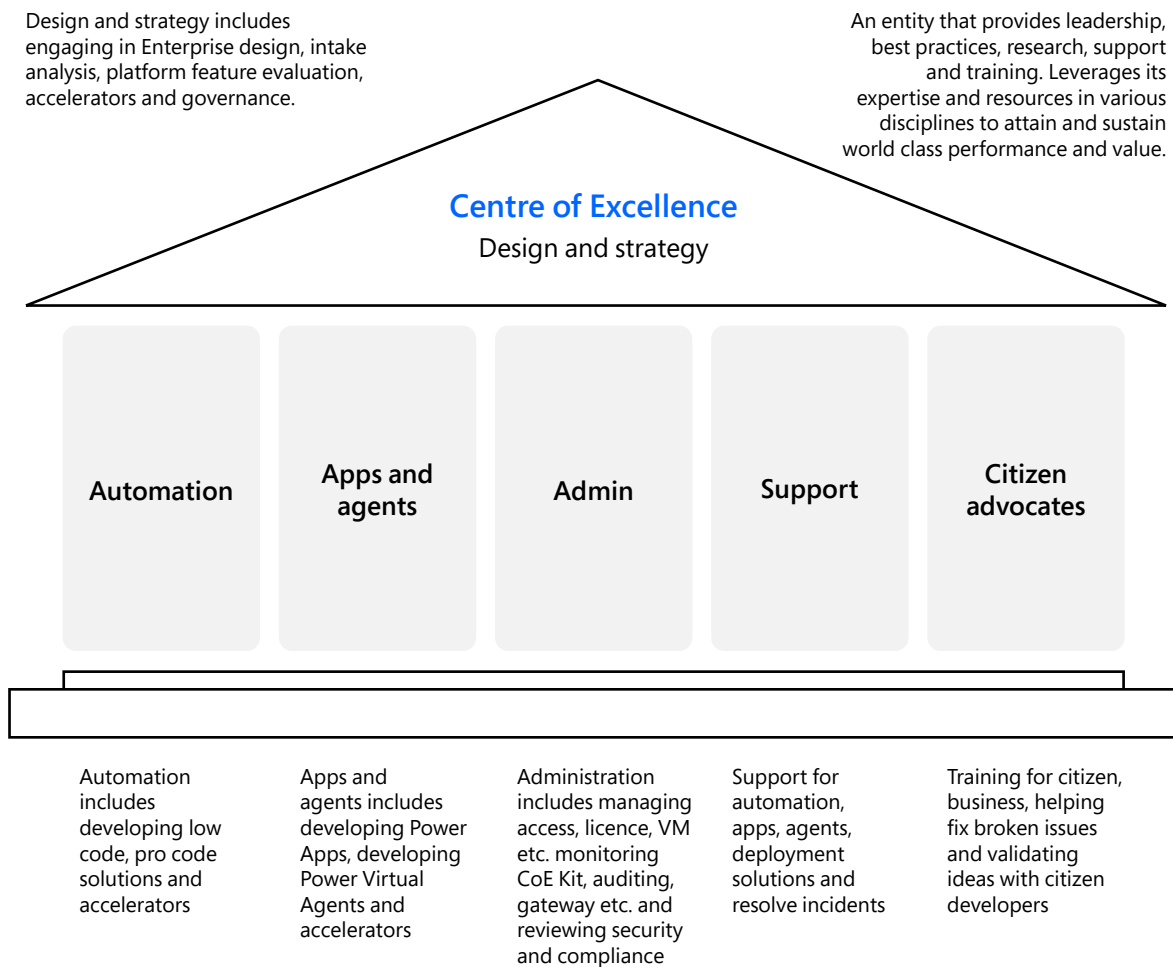 Design and strategy includes
engaging in Enterprise design, intake
analysis, platform feature evaluation,
accelerators and governance.
An entity that provides leadership,
best practices, research, support
and training. Leverages its
expertise and resources in various
disciplines to attain and sustain
world class performance and value.
Centre of Excellence
Design and strategy
Automation
Apps and
agents
Admin
Support
Citizen
advocates
Automation
includes
developing low
code, pro code
solutions and
accelerators
Apps and
agents includes
developing Power
Apps, developing
Power Virtual
Agents and
accelerators
Administration
includes managing
access, licence, VM
etc. monitoring
CoE Kit, auditing,
gateway etc. and
reviewing security
and compliance
Support for
automation,
apps, agents,
deployment
solutions and
resolve incidents
Training for citizen,
business, helping
fix broken issues
and validating
ideas with citizen
developers